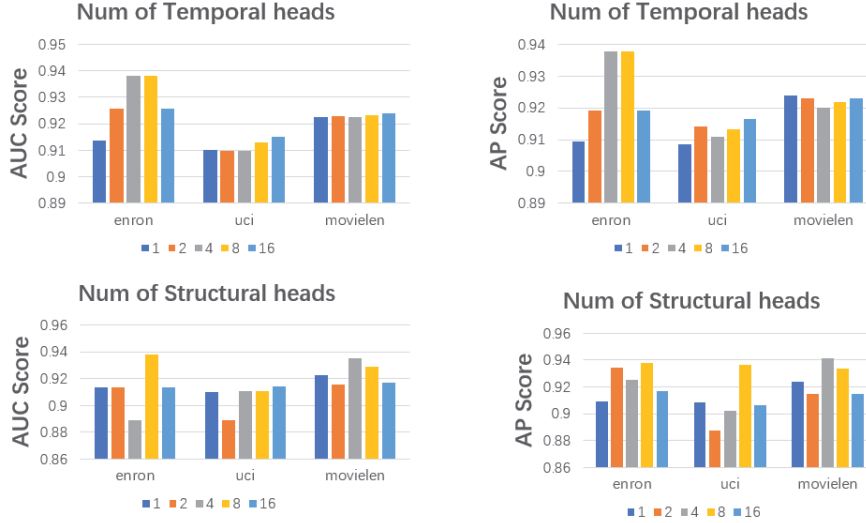 Num of Temporal heads
AUC Score
0.95
0.94
0.93
0.92
0.91
0.9
0.89
enron uci movielen
1 2 4 8 16
Num of Temporal heads
AP Score
0.94
0.93
0.92
0.91
0.9
0.89
enron uci movielen
1 2 4 8 16
Num of Structural heads
AUC Score
0.96
0.94
0.92
0.9
0.88
0.86
enron uci movielen
1 2 4 8 16
Num of Structural heads
AP Score
0.96
0.94
0.92
0.9
0.88
0.86
enron uci movielen
1 2 4 8 16